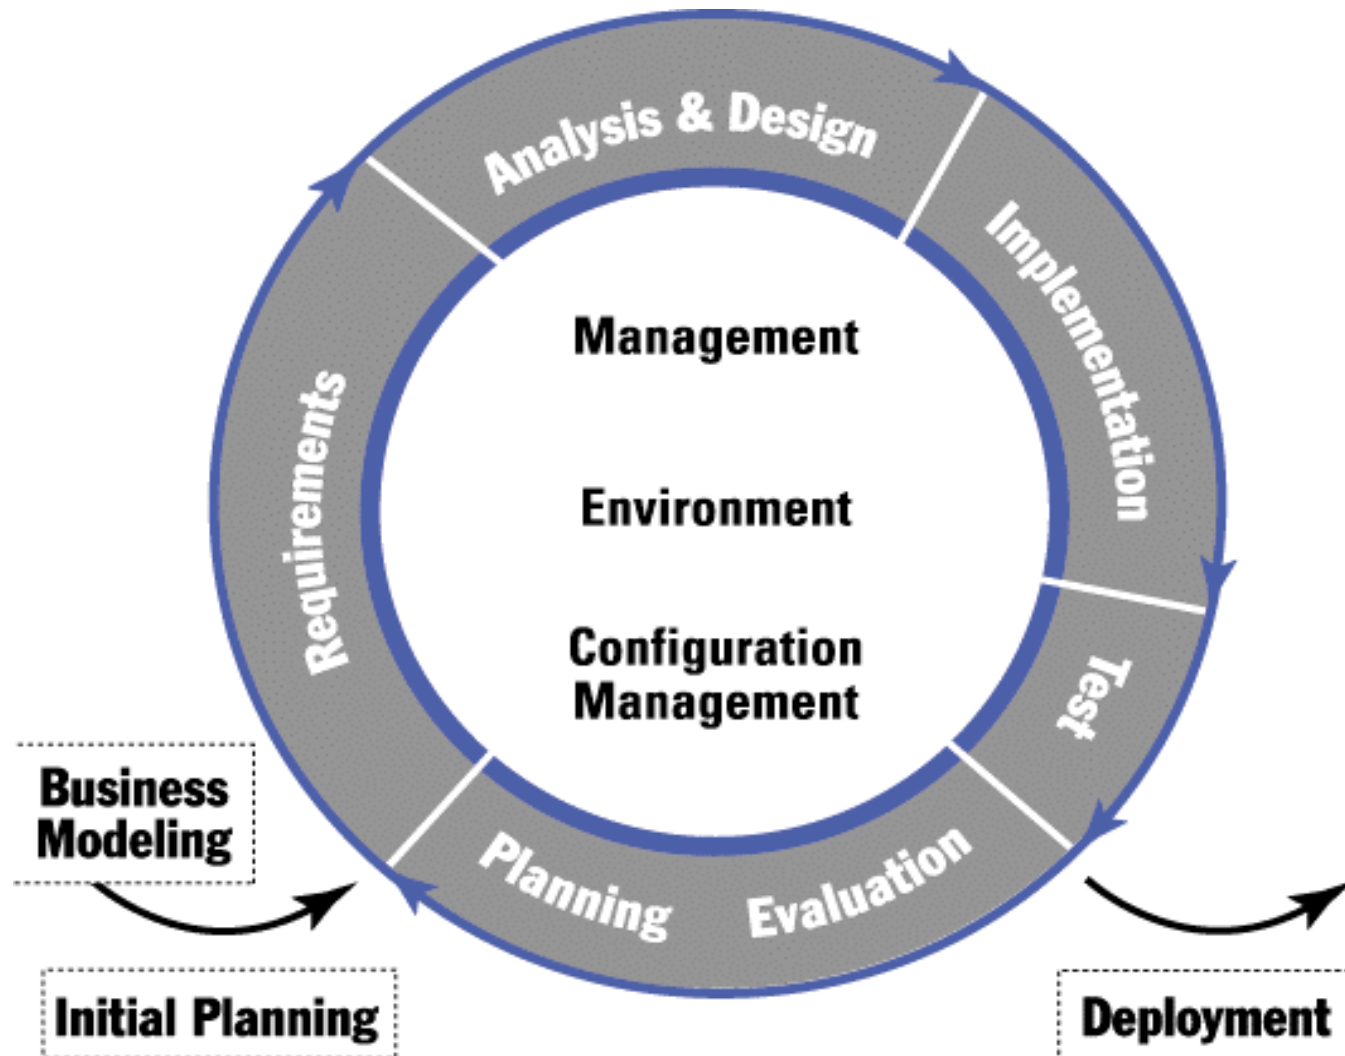 Analysis & Design
Implementation
Management
Requirements
Environment
Configuration
Management
Test
Business
Modeling
Planning
Evaluation
Initial Planning
Deployment